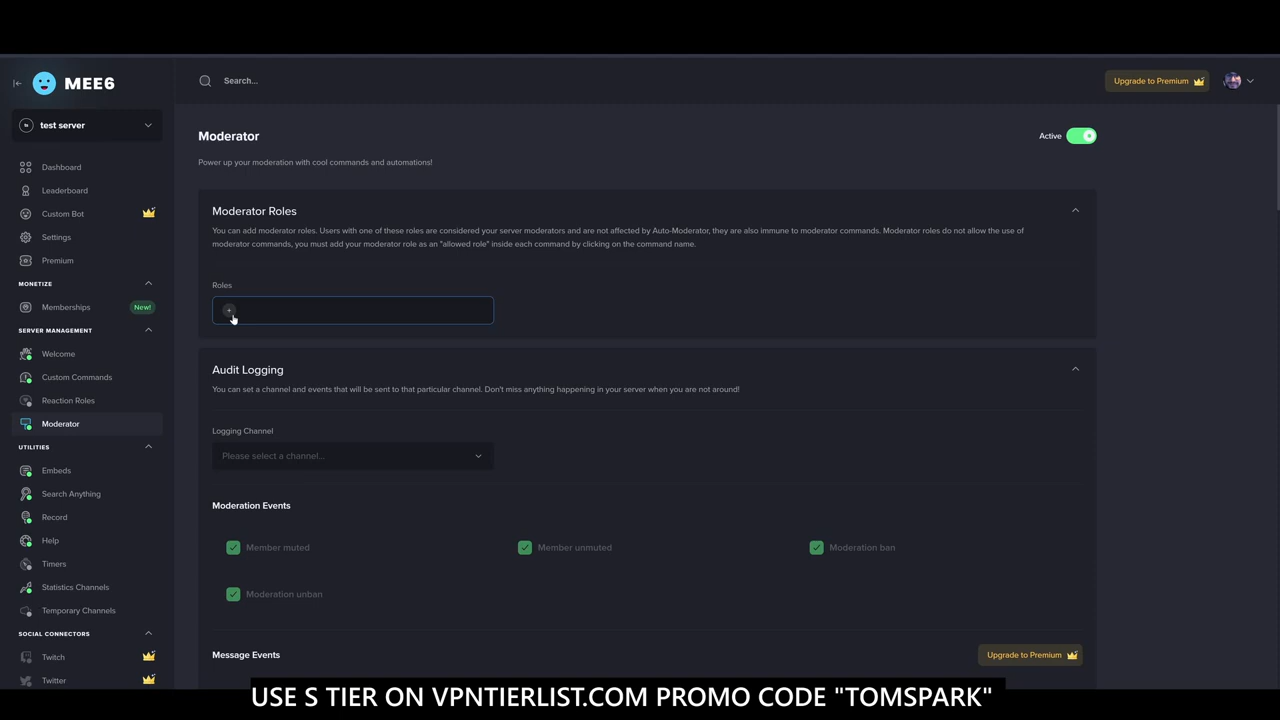 MEE6
Search...
Upgrade to Premium
test server
Dashboard
Leaderboard
Custom Bot
Settings
Premium
MONETIZE
Memberships
New!
SERVER MANAGEMENT
Welcome
Custom Commands
Reaction Roles
Moderator
UTILITIES
Embeds
Search Anything
Record
Help
Timers
Statistics Channels
Temporary Channels
SOCIAL CONNECTORS
Twitch
Twitter
Moderator
Active
Power up your moderation with cool commands and automations!
Moderator Roles
You can add moderator roles. Users with one of these roles are considered your server moderators and are not affected by Auto-Moderator, they are also immune to moderator commands. Moderator roles do not allow the use of
moderator commands, you must add your moderator role as an "allowed role" inside each command by clicking on the command name.
Roles
+
Audit Logging
You can set a channel and events that will be sent to that particular channel. Don't miss anything happening in your server when you are not around!
Logging Channel
Please select a channel...
Moderation Events
Member muted
Member unmuted
Moderation ban
Moderation unban
Message Events
Upgrade to Premium
USE S TIER ON VPNTIERLIST.COM PROMO CODE "TOMSPARK"